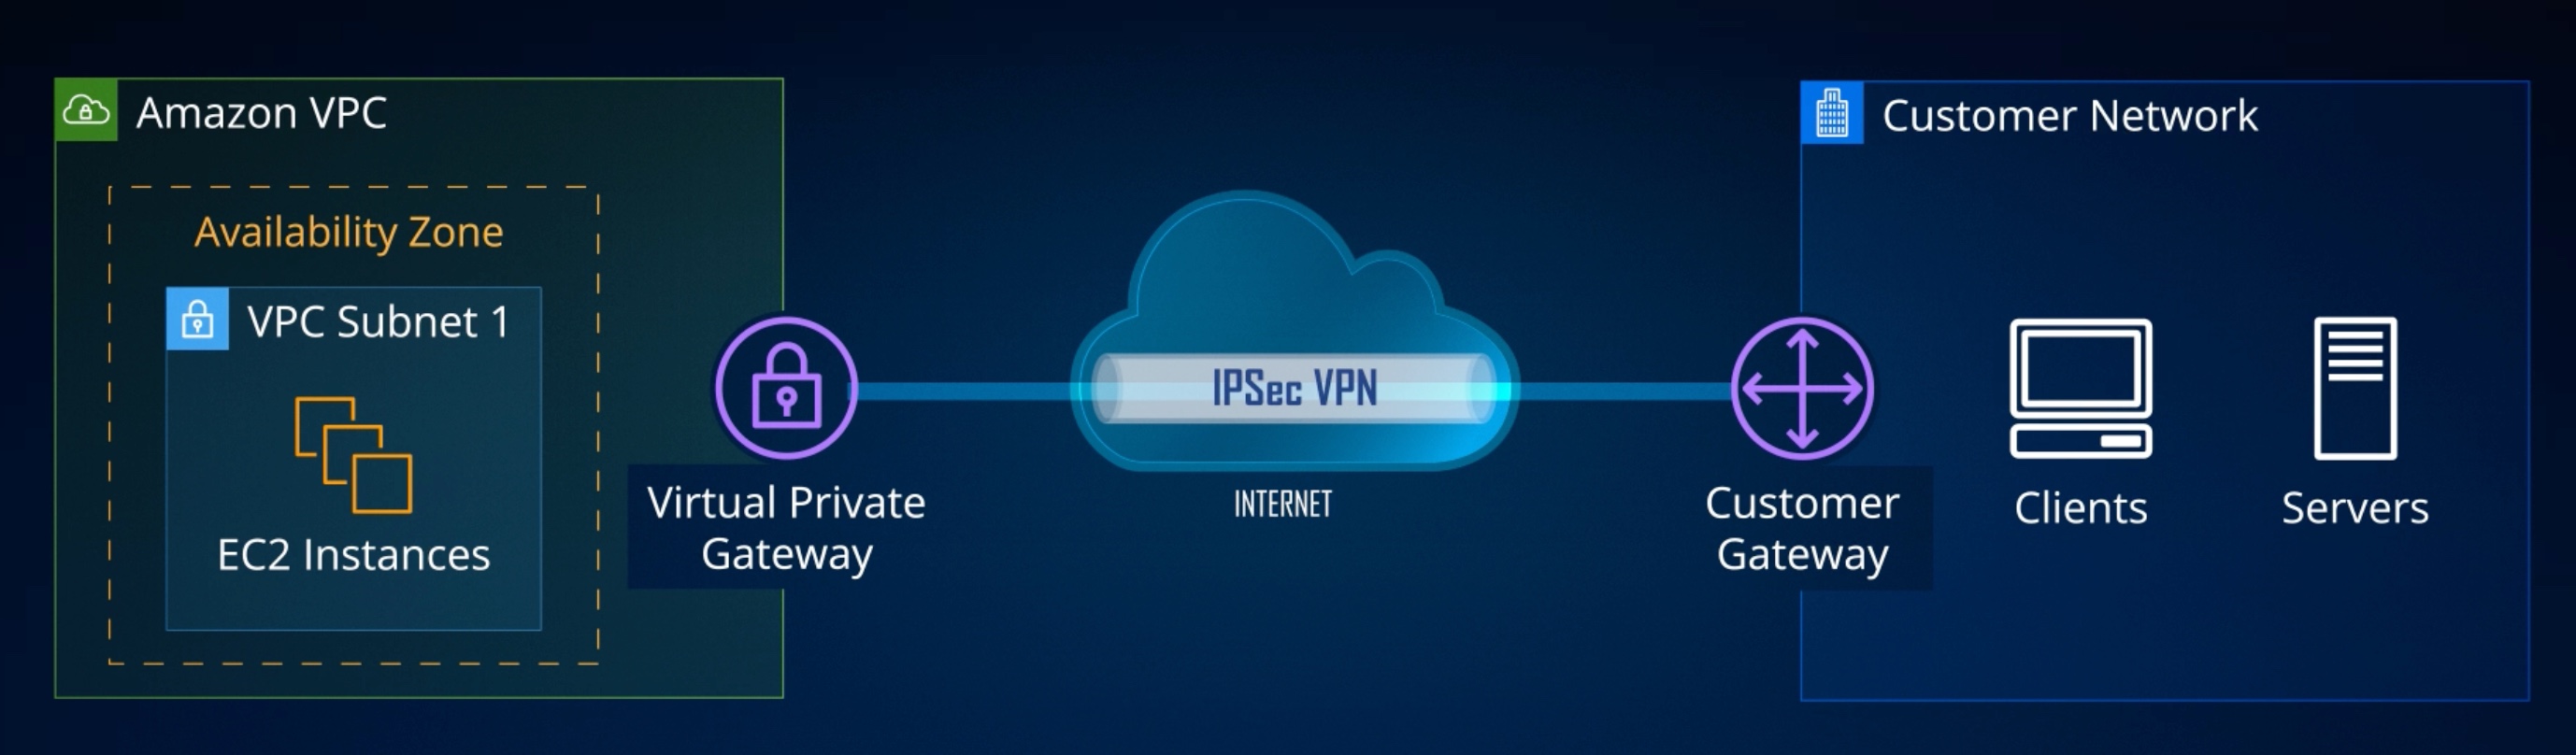 Amazon VPC
Customer Network
Availability Zone
VPC Subnet 1
EC2 Instances
Virtual Private
Gateway
IPSec VPN
INTERNET
Customer
Gateway
Clients
Servers